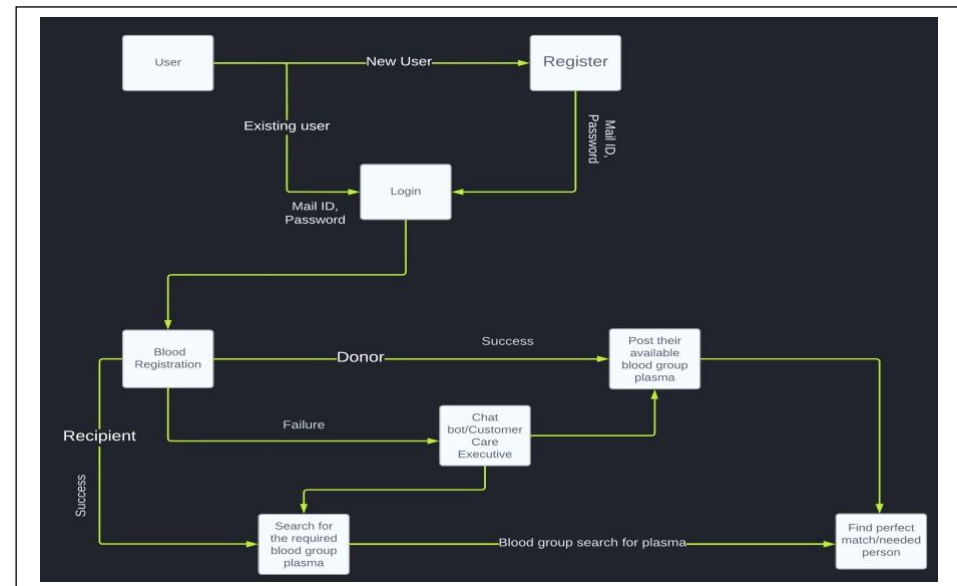 User
New User
Register
Existing user
Mail ID,
Password
Mail ID,
Password
Login
Blood
Registration
Donor
Success
Post their
available
blood group
plasma
Failure
Chat
bot/Customer
Care
Executive
Recipient
Success
Search for
the required
blood group
plasma
Blood group search for plasma
Find perfect
match/needed
person